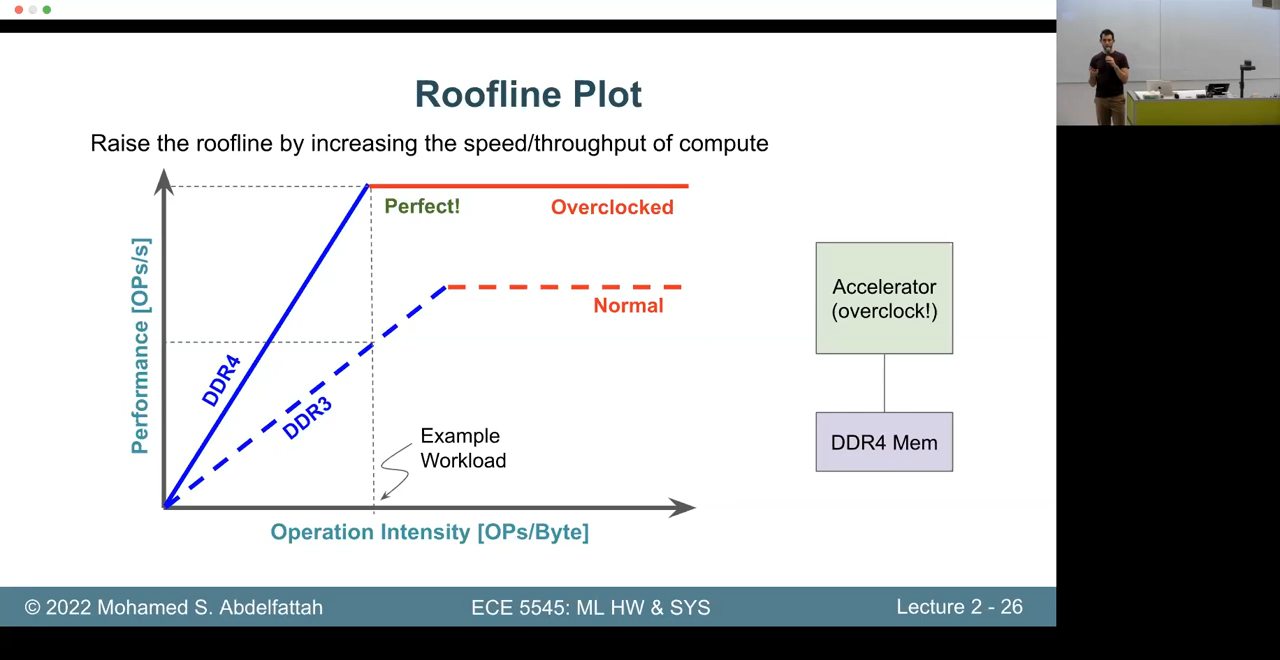 Roofline Plot
Raise the roofline by increasing the speed/throughput of compute
Performance [OPs/s]
Perfect!
Overclocked
Normal
DDR4
DDR3
Example
Workload
Operation Intensity [OPs/Byte]
Accelerator
(overclock!)
DDR4 Mem
© 2022 Mohamed S. Abdelfattah
ECE 5545: ML HW & SYS
Lecture 2 - 26